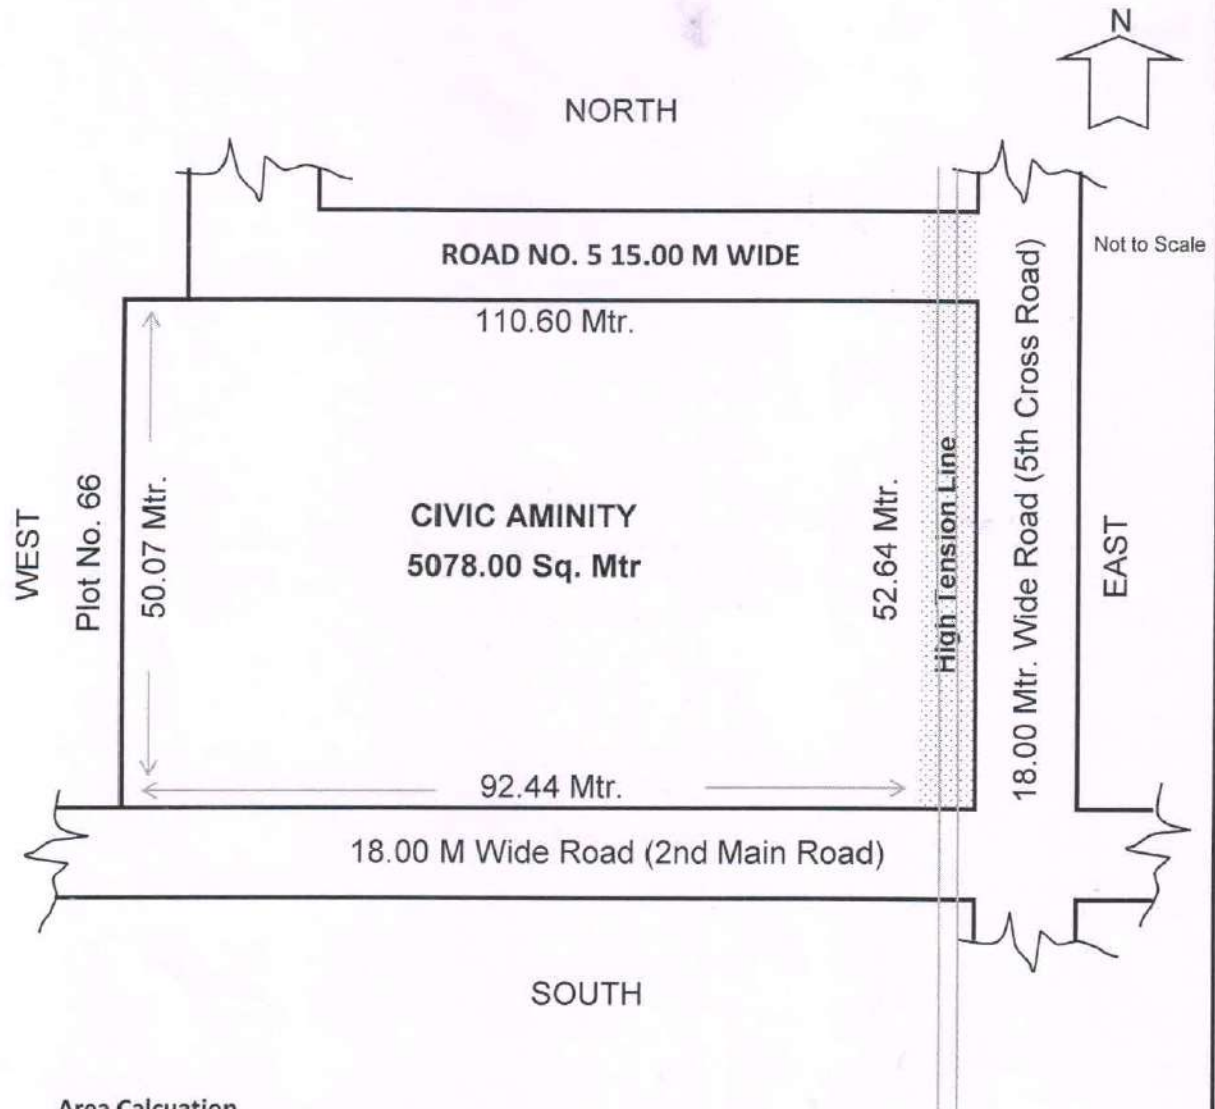 N
NORTH
Not to Scale
ROAD NO. 5 15.00 M WIDE
110.60 Mtr.
WEST
Plot No. 66
50.07 Mtr.
CIVIC AMINITY
5078.00 Sq. Mtr
52.64 Mtr.
High Tension Line
18.00 Mtr. Wide Road (5th Cross Road)
EAST
92.44 Mtr.
18.00 M Wide Road (2nd Main Road)
SOUTH
Area Calcuation